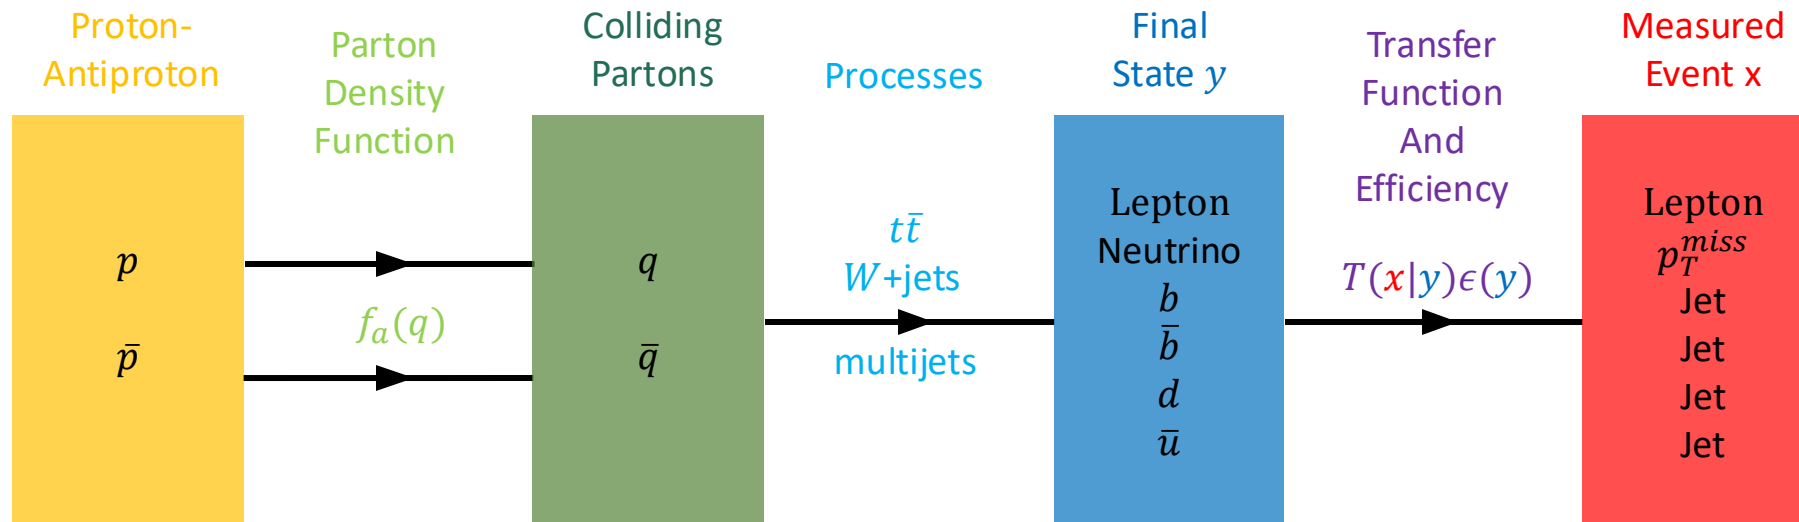 Proton-
Antiproton
p
p̄
Parton
Density
Function
f_a(q)
Colliding
Partons
q
q̄
Processes
tt̄
W+jets
multijets
Final
State y
Lepton
Neutrino
b
b̄
d
ū
Transfer
Function
And
Efficiency
T(x|y)ϵ(y)
Measured
Event x
Lepton
p_T^{miss}
Jet
Jet
Jet
Jet